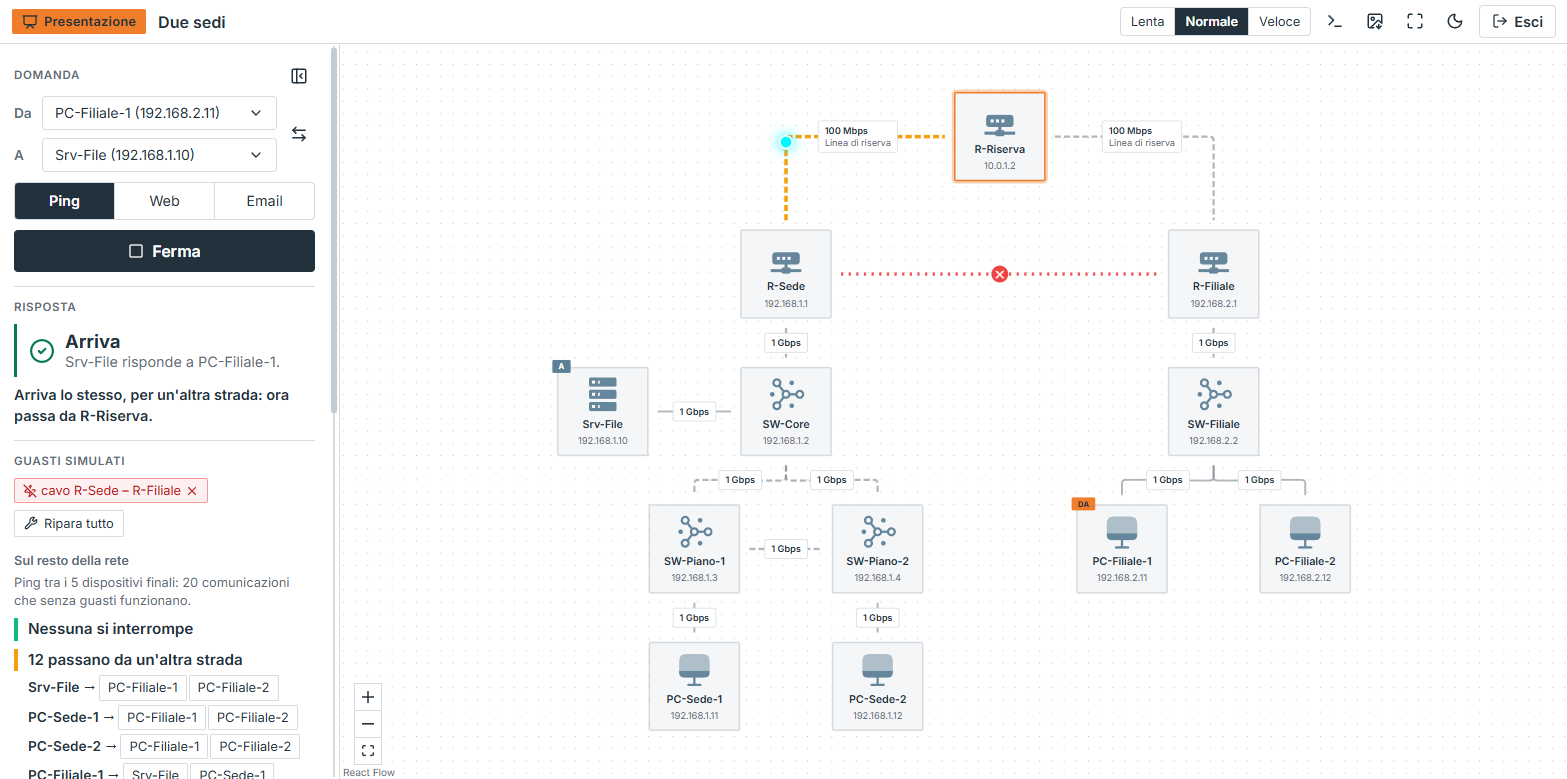 Presentazione
Due sedi
Lenta
Normale
Veloce
Esci
DOMANDA
Da
PC-Filiale-1 (192.168.2.11)
A
Srv-File (192.168.1.10)
Ping
Web
Email
Ferma
RISPOSTA
Arriva
Srv-File risponde a PC-Filiale-1.
Arriva lo stesso, per un'altra strada: ora
passa da R-Riserva.
GUASTI SIMULATI
cavo R-Sede – R-Filiale
Ripara tutto
Sul resto della rete
Ping tra i 5 dispositivi finali: 20 comunicazioni
che senza guasti funzionano.
Nessuna si interrompe
12 passano da un'altra strada
Srv-File → PC-Filiale-1 PC-Filiale-2
PC-Sede-1 → PC-Filiale-1 PC-Filiale-2
PC-Sede-2 → PC-Filiale-1 PC-Filiale-2
PC-Filiale-1 → Srv-File PC-Sede-1
100 Mbps
Linea di riserva
R-Riserva
10.0.1.2
100 Mbps
Linea di riserva
R-Sede
192.168.1.1
R-Filiale
192.168.2.1
1 Gbps
1 Gbps
A
Srv-File
192.168.1.10
1 Gbps
SW-Core
192.168.1.2
SW-Filiale
192.168.2.2
1 Gbps
1 Gbps
1 Gbps
1 Gbps
SW-Piano-1
192.168.1.3
1 Gbps
SW-Piano-2
192.168.1.4
DA
PC-Filiale-1
192.168.2.11
PC-Filiale-2
192.168.2.12
1 Gbps
1 Gbps
PC-Sede-1
192.168.1.11
PC-Sede-2
192.168.1.12
React Flow